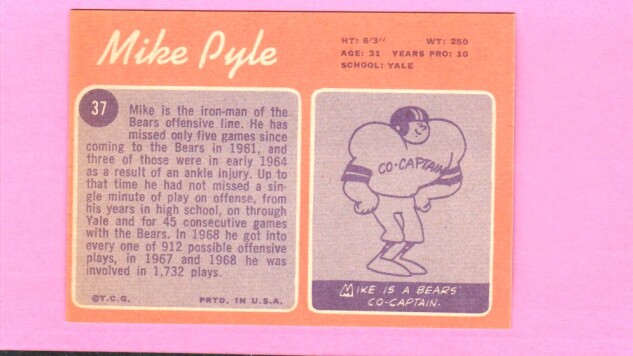 Mike Pyle
HT: 6'3" WT: 250
AGE: 31 YEARS PRO: 10
SCHOOL: YALE
37
Mike is the iron-man of the
Bears offensive line. He has
missed only five games since
coming to the Bears in 1961, and
three of those were in early 1964
as a result of an ankle injury. Up to
that time he had not missed a sin-
gle minute of play on offense, from
his years in high school, on through
Yale and for 45 consecutive games
with the Bears. In 1968 he got into
every one of 912 possible offensive
plays, in 1967 and 1968 he was
involved in 1,732 plays.
©T.C.G. PRTD. IN U.S.A.
CO-CAPTAIN
MIKE IS A BEARS'
CO-CAPTAIN.